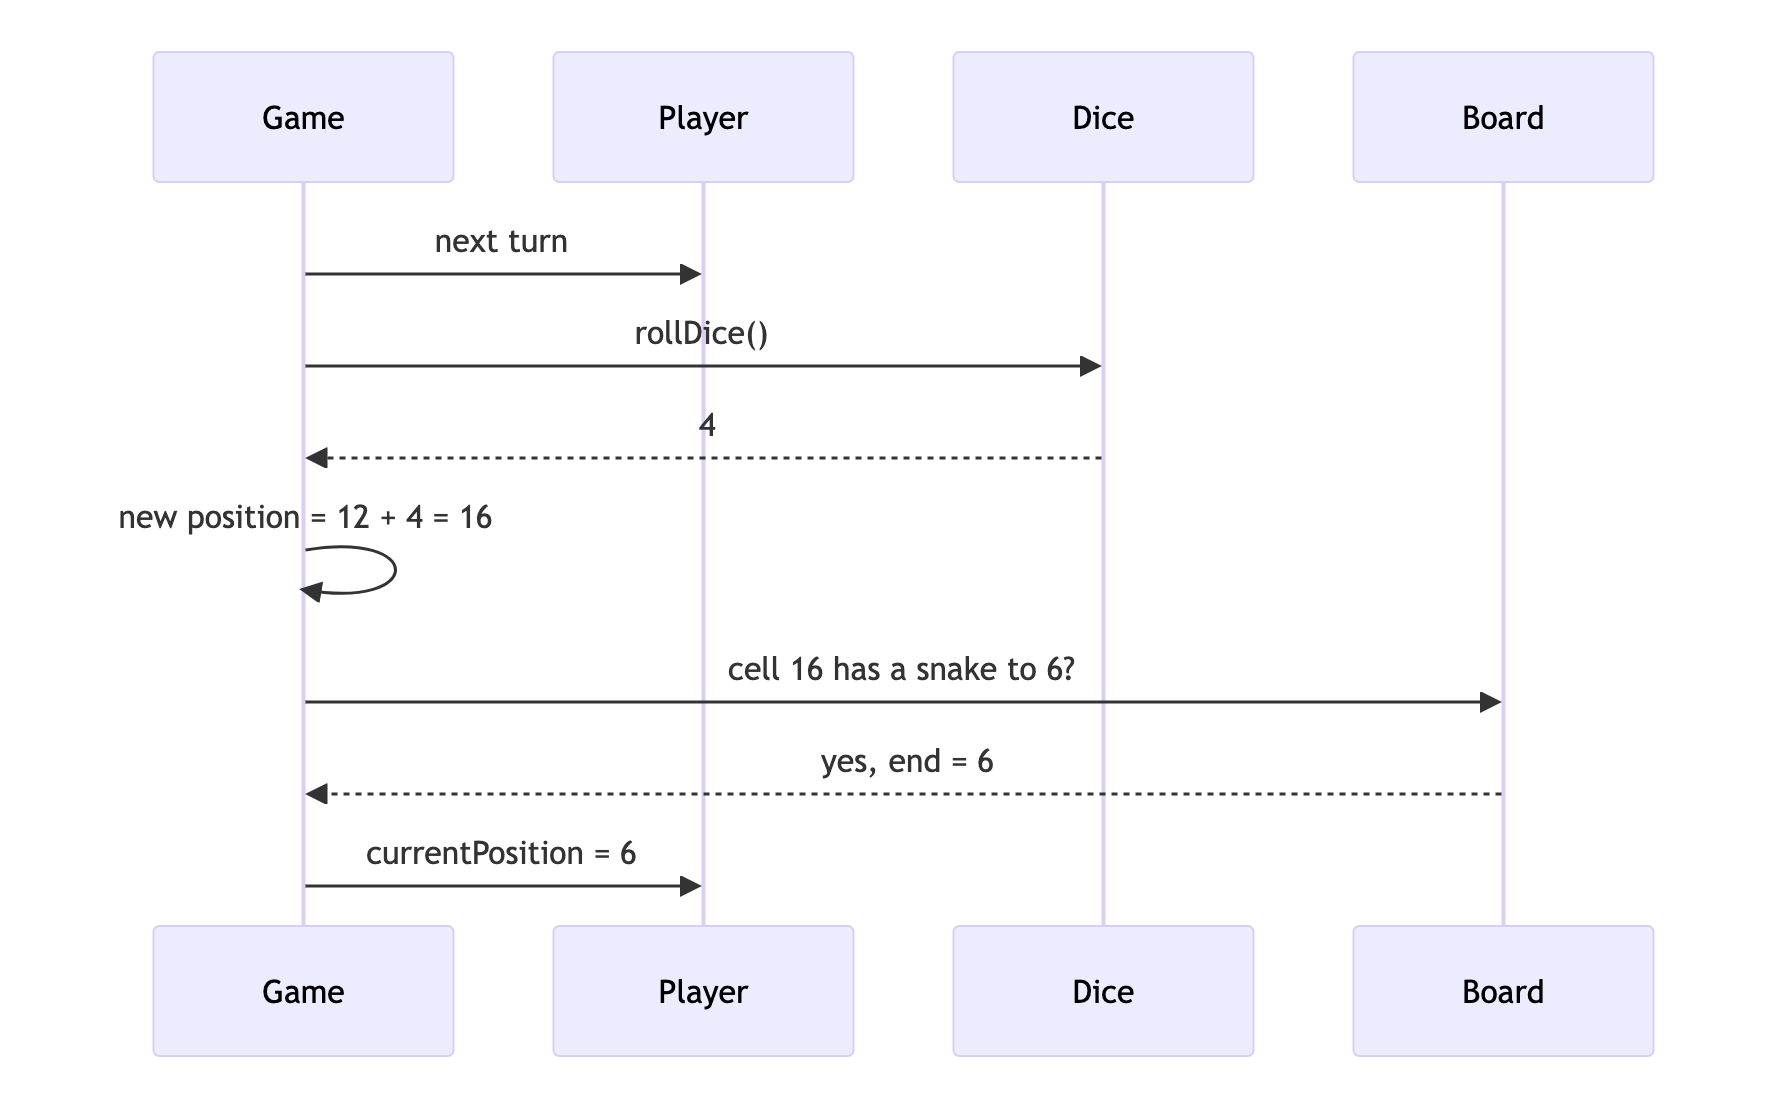 Game
Player
Dice
Board
next turn
rollDice()
4
new position = 12 + 4 = 16
cell 16 has a snake to 6?
yes, end = 6
currentPosition = 6
Game
Player
Dice
Board